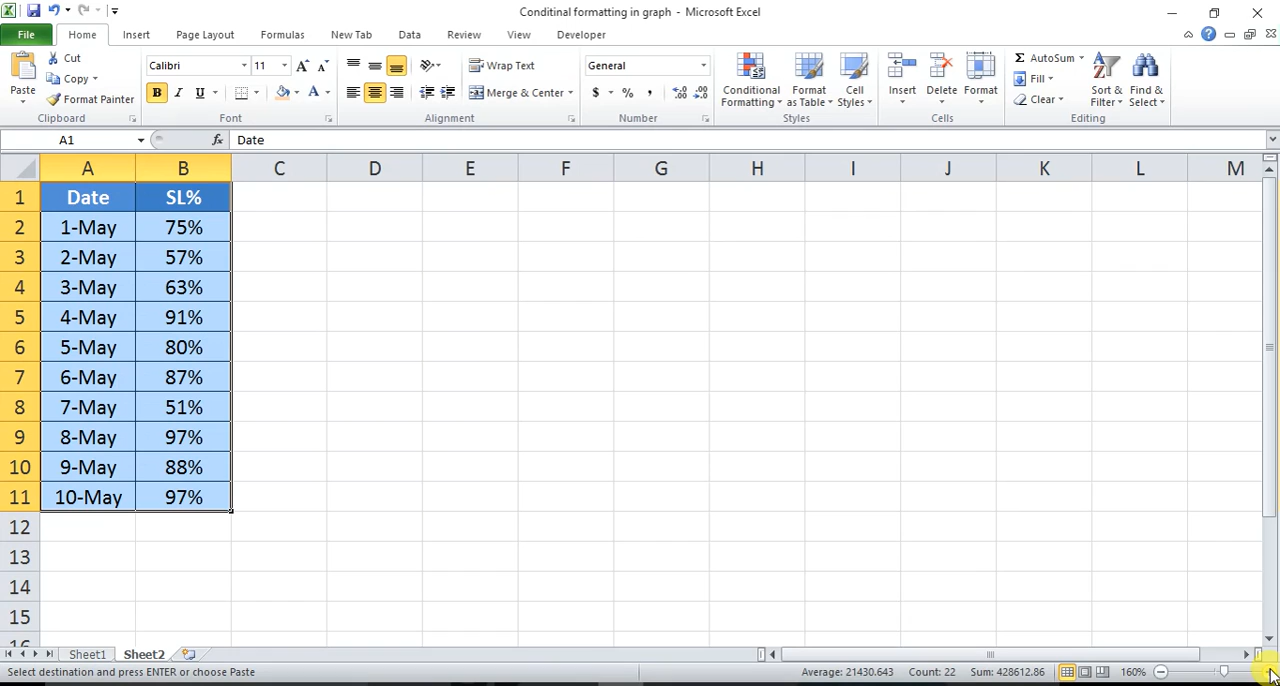 Conditinal formatting in graph - Microsoft Excel
File Home Insert Page Layout Formulas New Tab Data Review View Developer
Paste
Cut
Copy
Format Painter
Clipboard
Calibri 11
B I U
Font
Wrap Text
Merge & Center
Alignment
General
$ % ,
Number
Conditional Formatting
Format as Table
Cell Styles
Styles
Insert
Delete
Format
Cells
AutoSum
Fill
Clear
Sort & Filter
Find & Select
Editing
A1 fx Date
A B C D E F G H I J K L M
1 Date SL%
2 1-May 75%
3 2-May 57%
4 3-May 63%
5 4-May 91%
6 5-May 80%
7 6-May 87%
8 7-May 51%
9 8-May 97%
10 9-May 88%
11 10-May 97%
12
13
14
15
16
Sheet1 Sheet2
Select destination and press ENTER or choose Paste Average: 21430.643 Count: 22 Sum: 428612.86 160%